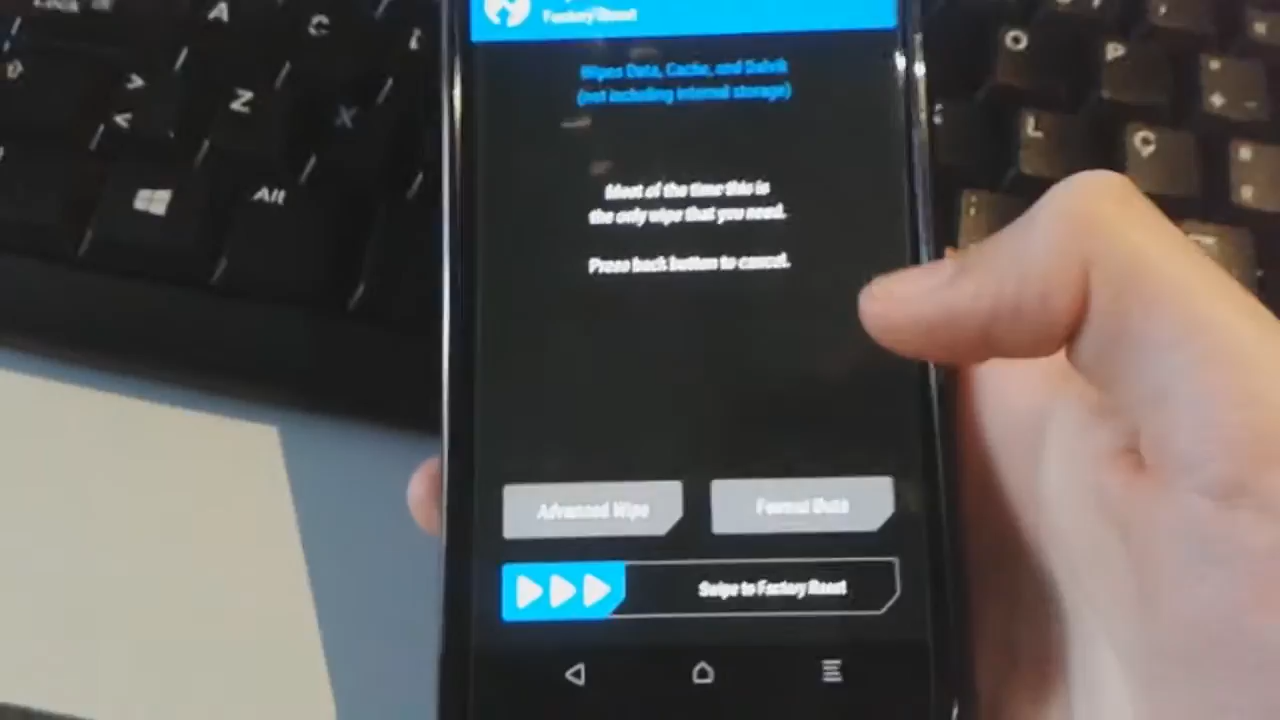 Factory Reset
Wipes Data, Cache, and Dalvik
(not including internal storage)
Most of the time this is
the only wipe that you need.
Press back button to cancel.
Advanced Wipe
Format Data
Swipe to Factory Reset
A
C
O
P
>
<
Z
X
L
Ç
+
-
Alt